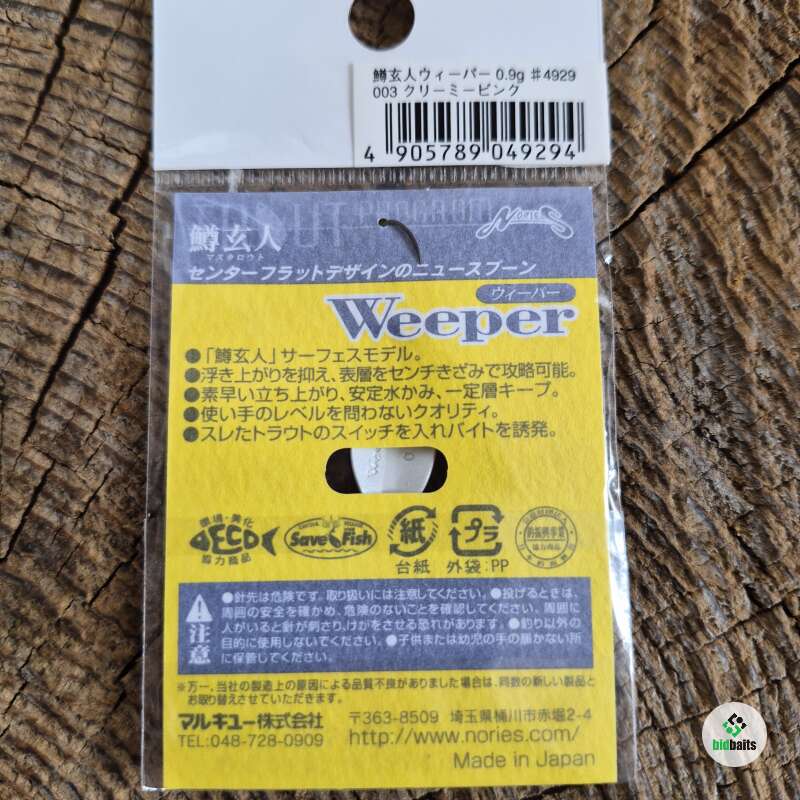 鱒玄人ウィーパー 0.9g #4929
003 クリーミーピンク
4 905789 049294
鱒玄人
マスクロウト
NORIES
センターフラットデザインのニュースプーン
ウィーパー
Weeper
●「鱒玄人」サーフェスモデル。
●浮き上がりを抑え、表層をセンチきざみで攻略可能。
●素早い立ち上がり、安定水かみ、一定層キープ。
●使い手のレベルを問わないクオリティ。
●スレたトラウトのスイッチを入れバイトを誘発。
環境・美化
ECO
協力商品
Save Fish
紙
台紙
プラ
外袋:PP
注意
●針先は危険です。取り扱いには注意してください。●投げるときは、
周囲の安全を確かめ、危険のないことを確認してください。周囲に
人がいると針が刺さり、けがをさせる恐れがあります。●釣り以外の
目的に使用しないでください。●子供または幼児の手の届かない所
に保管してください。
※万一、当社の製造上の原因による品質不良がありました場合は、同数の新しい製品と
お取り替えさせていただきます。
マルキユー株式会社 〒363-8509 埼玉県桶川市赤堀2-4
TEL:048-728-0909 http://www.nories.com/
Made in Japan
bidbaits